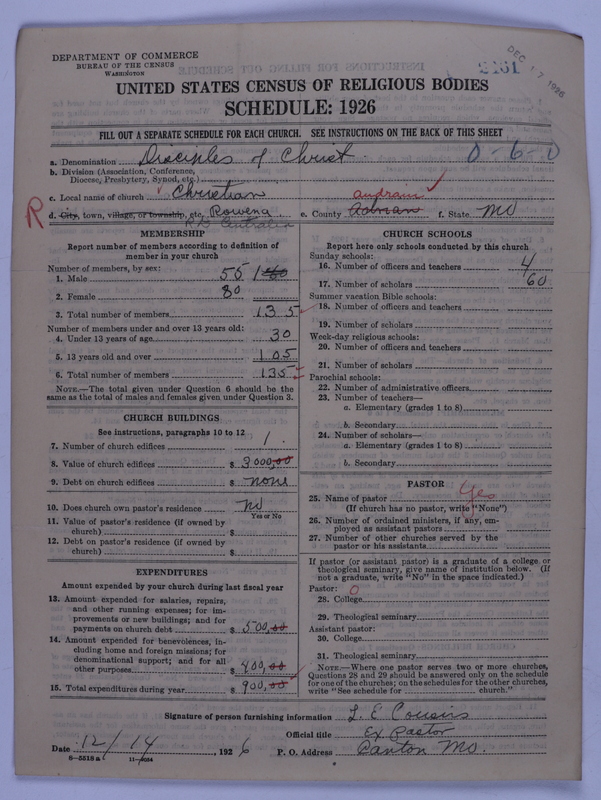 DEPARTMENT OF COMMERCE
BUREAU OF THE CENSUS
WASHINGTON
2161
DEC 17 1926
UNITED STATES CENSUS OF RELIGIOUS BODIES
SCHEDULE: 1926
FILL OUT A SEPARATE SCHEDULE FOR EACH CHURCH. SEE INSTRUCTIONS ON THE BACK OF THIS SHEET
a. Denomination Disciples of Christ 0-6-0
b. Division (Association, Conference,
Diocese, Presbytery, Synod, etc.)
c. Local name of church Christian
audrain
R d. City, town, village, or township, etc. Rowena e. County f. State Mo
RD Centralia
MEMBERSHIP
Report number of members according to definition of
member in your church
Number of members, by sex:
1. Male 55
2. Female 80
3. Total number of members 135
Number of members under and over 13 years old:
4. Under 13 years of age 30
5. 13 years old and over 105
6. Total number of members 135
NOTE.—The total given under Question 6 should be the
same as the total of males and females given under Question 3.
CHURCH BUILDINGS
See instructions, paragraphs 10 to 12
7. Number of church edifices 1
8. Value of church edifices $ 3000,00
9. Debt on church edifices $ none
10. Does church own pastor's residence no
Yes or No
11. Value of pastor's residence (if owned by
church) $
12. Debt on pastor's residence (if owned by
church) $
EXPENDITURES
Amount expended by your church during last fiscal year
13. Amount expended for salaries, repairs,
and other running expenses; for im-
provements or new buildings; and for
payments on church debt $ 500,00
14. Amount expended for benevolences, in-
cluding home and foreign missions; for
denominational support; and for all
other purposes $ 400,00
15. Total expenditures during year $ 900,00
CHURCH SCHOOLS
Report here only schools conducted by this church
Sunday schools:
16. Number of officers and teachers 4
17. Number of scholars 60
Summer vacation Bible schools:
18. Number of officers and teachers
19. Number of scholars
Week-day religious schools:
20. Number of officers and teachers
21. Number of scholars
Parochial schools:
22. Number of administrative officers
23. Number of teachers—
a. Elementary (grades 1 to 8)
b. Secondary
24. Number of scholars—
a. Elementary (grades 1 to 8)
b. Secondary
PASTOR
25. Name of pastor yes
(If church has no pastor, write "None")
26. Number of ordained ministers, if any, em-
ployed as assistant pastors
27. Number of other churches served by the
pastor or his assistants
If pastor (or assistant pastor) is a graduate of a college or
theological seminary, give name of institution below. (If
not a graduate, write "No" in the space indicated.)
Pastor: 0
28. College
29. Theological seminary
Assistant pastor:
30. College
31. Theological seminary
NOTE.—Where one pastor serves two or more churches,
Questions 28 and 29 should be answered only on the schedule
for one of the churches; on the schedules for the other churches,
write "See schedule for church."
Signature of person furnishing information L. E. Cousins
Official title Ex Pastor
Date 12/14, 1926 P. O. Address Canton Mo.
8-5518 a 11-9034